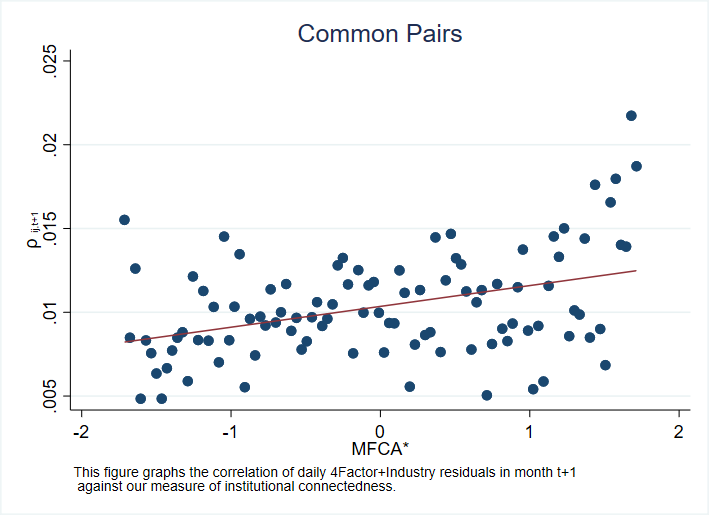 Common Pairs
.025
.02
.015
.01
.005
ρ ij,t+1
-2
-1
0
1
2
MFCA*
This figure graphs the correlation of daily 4Factor+Industry residuals in month t+1
against our measure of institutional connectedness.